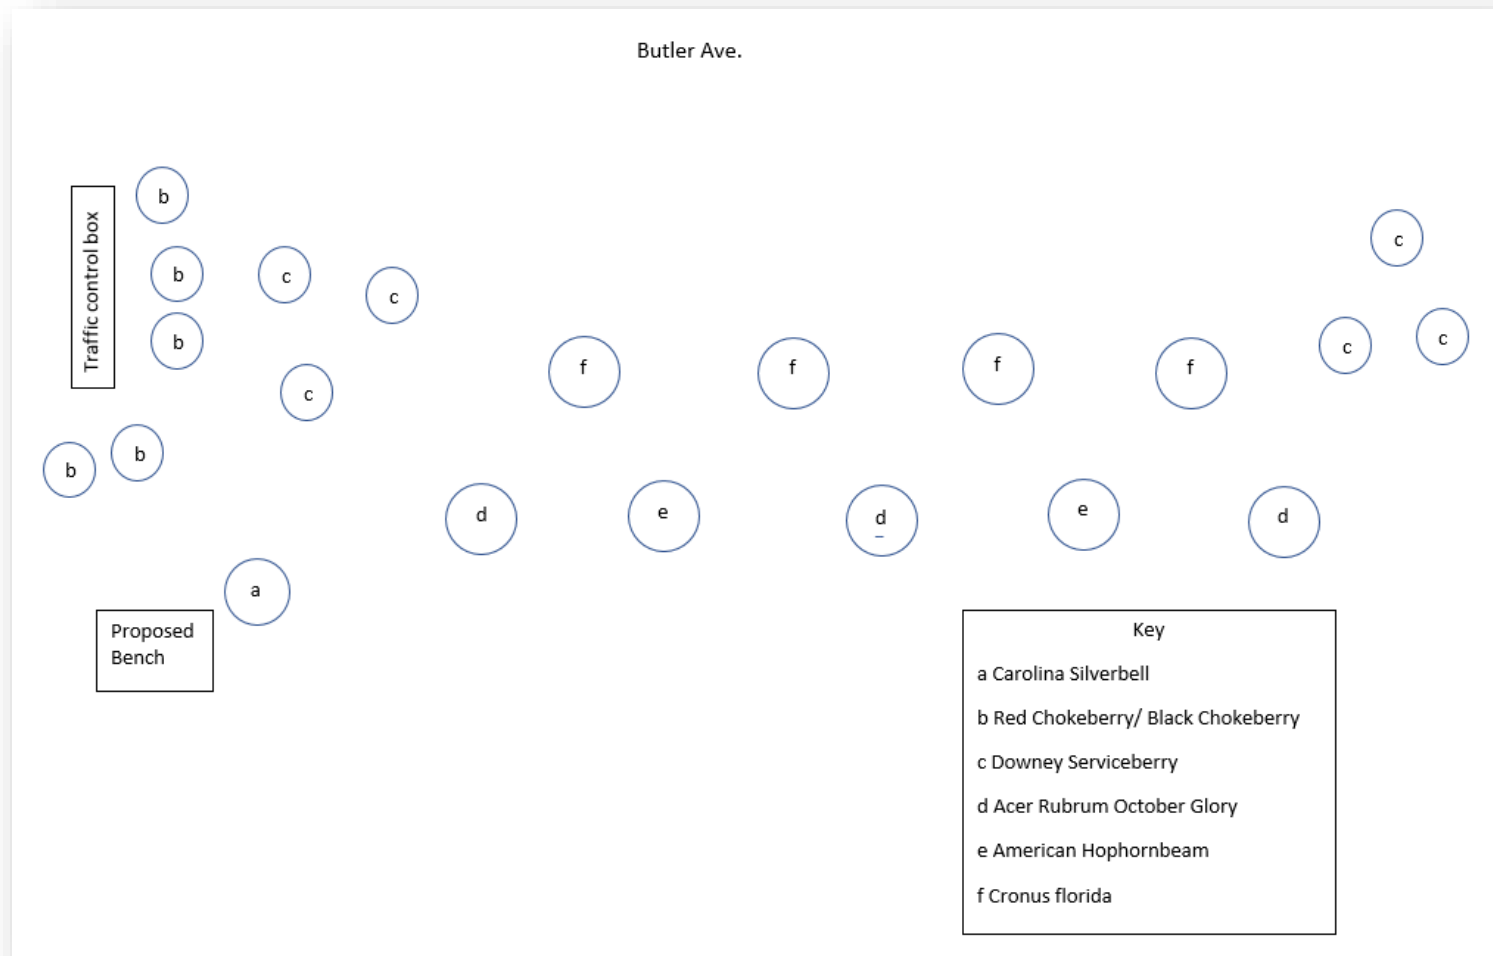 Butler Ave.
b
Traffic control box
b
c
c
b
c
b
b
f
f
f
f
c
c
c
d
e
d
e
d
a
Proposed
Bench
Key
a Carolina Silverbell
b Red Chokeberry/ Black Chokeberry
c Downey Serviceberry
d Acer Rubrum October Glory
e American Hophornbeam
f Cronus florida